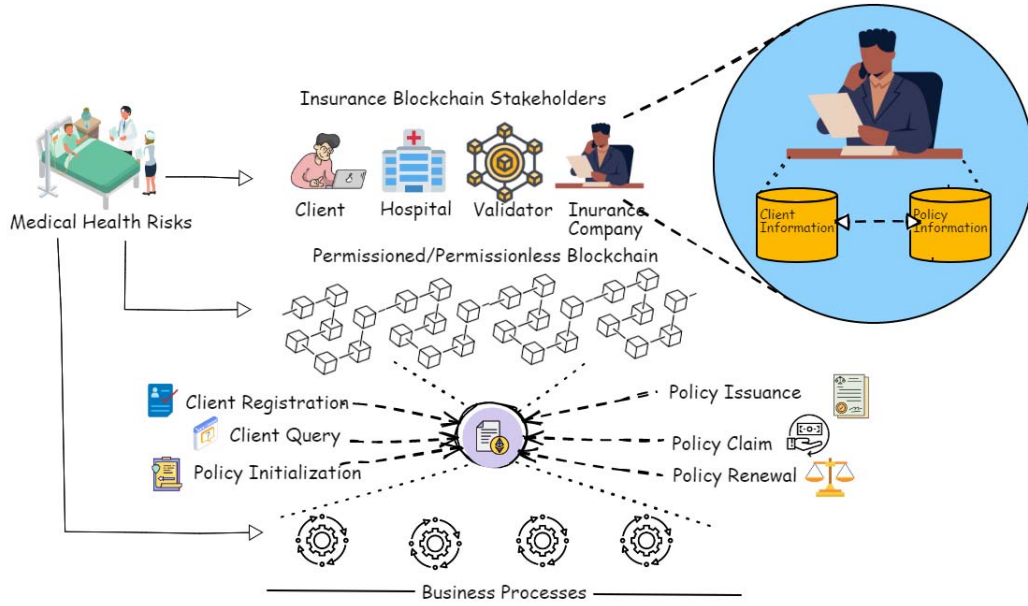 Insurance Blockchain Stakeholders
Client
Hospital
Validator
Inurance
Company
Medical Health Risks
Client
Information
Policy
Information
Permissioned/Permissionless Blockchain
Client Registration
Client Query
Policy Initialization
Policy Issuance
Policy Claim
Policy Renewal
Business Processes